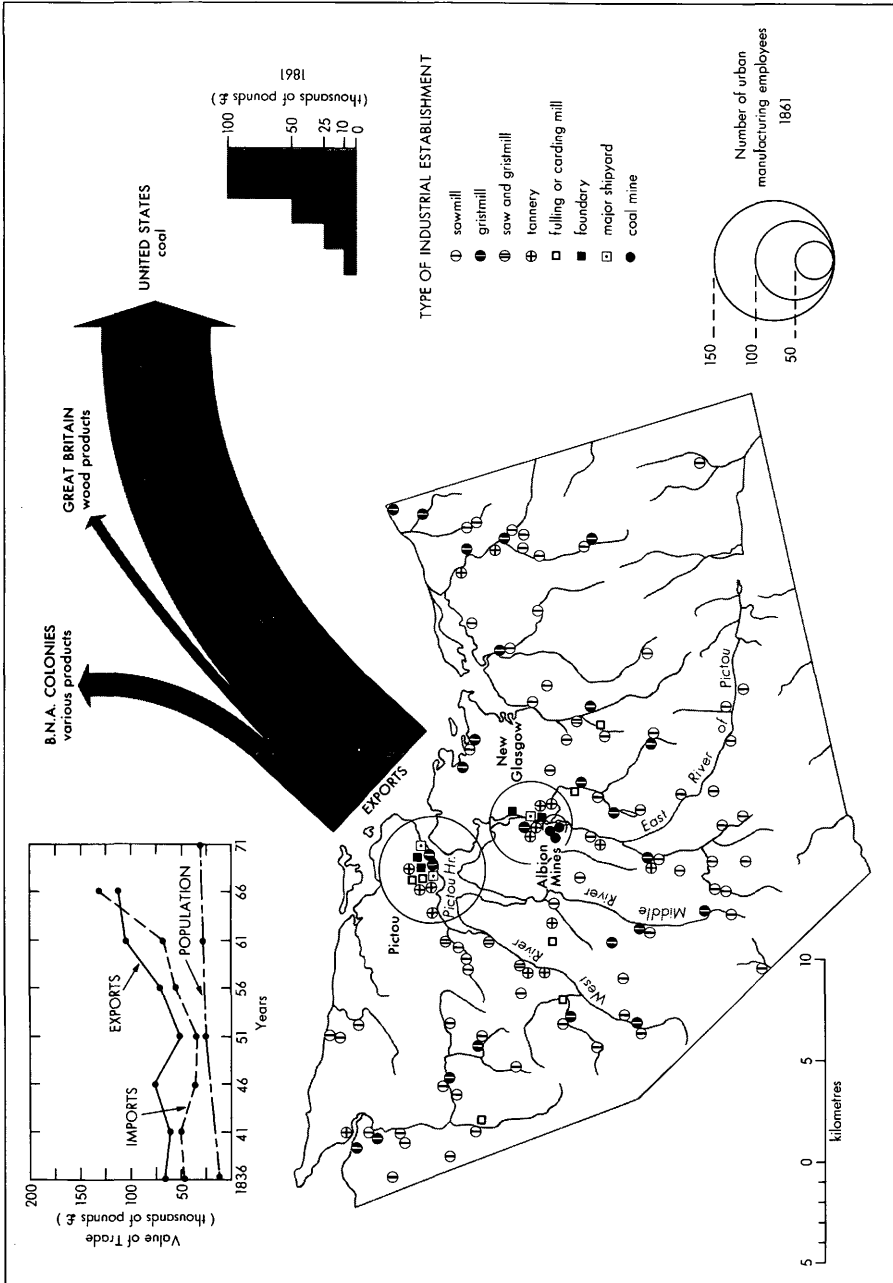 Value of Trade
( thousands of pounds £ )
200
150
100
50
0
1836
41
46
51
56
61
66
71
Years
EXPORTS
IMPORTS
POPULATION
B.N.A. COLONIES
various products
GREAT BRITAIN
wood products
UNITED STATES
coal
EXPORTS
( thousands of pounds £ )
1861
100
50
25
10
0
TYPE OF INDUSTRIAL ESTABLISHMENT
sawmill
gristmill
saw and gristmill
tannery
fulling or carding mill
foundary
major shipyard
coal mine
Number of urban
manufacturing employees
1861
150
100
50
Pictou
Pictou Hr.
New
Glasgow
Albion
Mines
West River
Middle River
East River of Pictou
5
0
5
10
kilometres